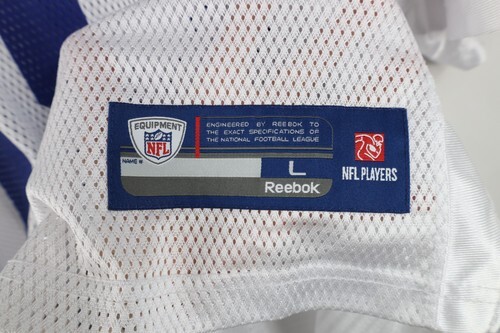 EQUIPMENT
NFL
NAME #
ENGINEERED BY REEBOK TO
THE EXACT SPECIFICATIONS OF
THE NATIONAL FOOTBALL LEAGUE
L
Reebok
NFL PLAYERS